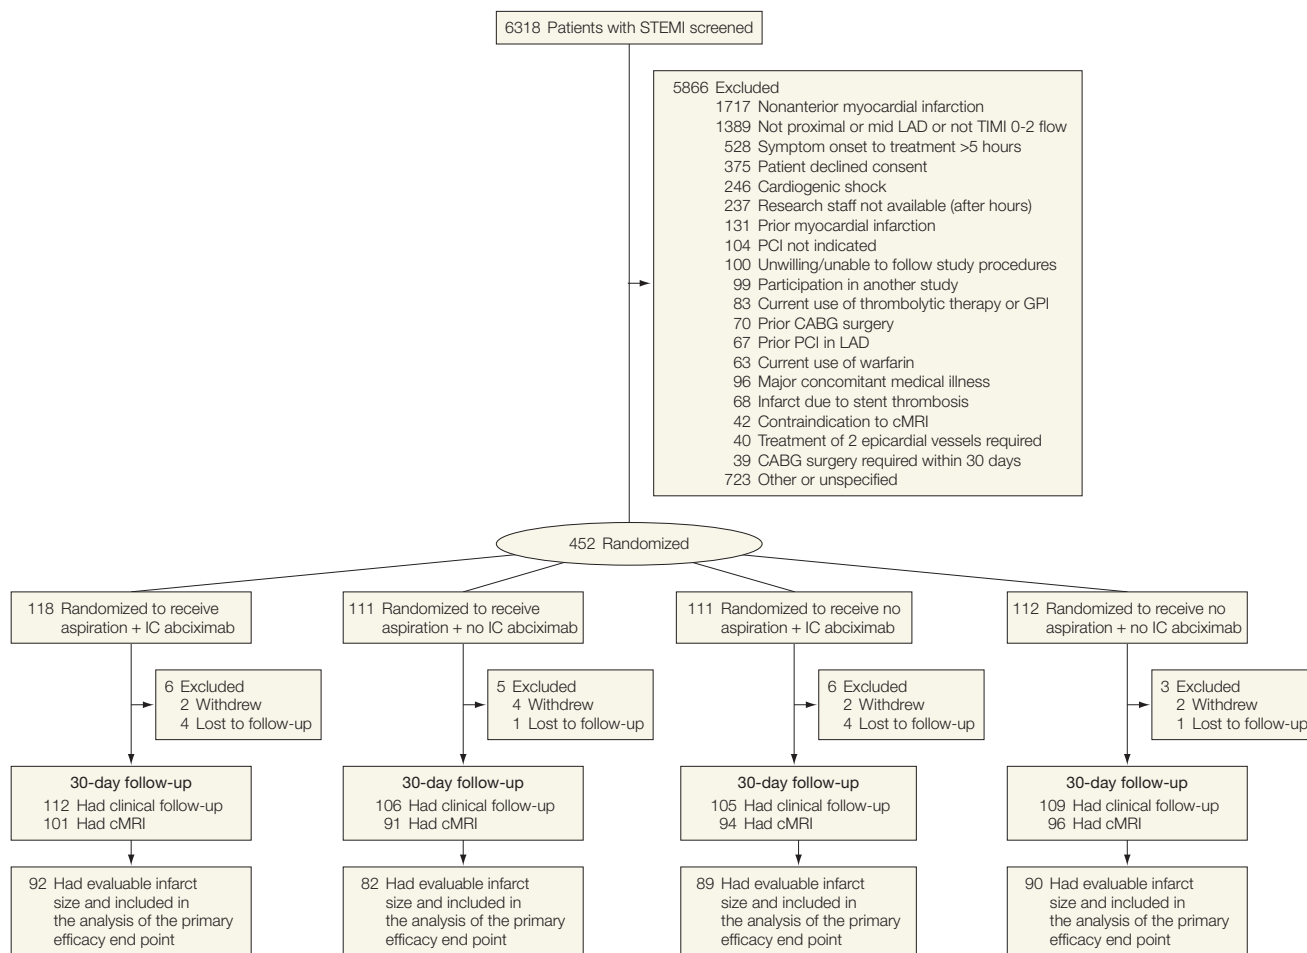 6318 Patients with STEMI screened
5866 Excluded
1717 Nonanterior myocardial infarction
1389 Not proximal or mid LAD or not TIMI 0-2 flow
528 Symptom onset to treatment >5 hours
375 Patient declined consent
246 Cardiogenic shock
237 Research staff not available (after hours)
131 Prior myocardial infarction
104 PCI not indicated
100 Unwilling/unable to follow study procedures
99 Participation in another study
83 Current use of thrombolytic therapy or GPI
70 Prior CABG surgery
67 Prior PCI in LAD
63 Current use of warfarin
96 Major concomitant medical illness
68 Infarct due to stent thrombosis
42 Contraindication to cMRI
40 Treatment of 2 epicardial vessels required
39 CABG surgery required within 30 days
723 Other or unspecified
452 Randomized
118 Randomized to receive
aspiration + IC abciximab
111 Randomized to receive
aspiration + no IC abciximab
111 Randomized to receive no
aspiration + IC abciximab
112 Randomized to receive no
aspiration + no IC abciximab
6 Excluded
2 Withdrew
4 Lost to follow-up
5 Excluded
4 Withdrew
1 Lost to follow-up
6 Excluded
2 Withdrew
4 Lost to follow-up
3 Excluded
2 Withdrew
1 Lost to follow-up
30-day follow-up
112 Had clinical follow-up
101 Had cMRI
30-day follow-up
106 Had clinical follow-up
91 Had cMRI
30-day follow-up
105 Had clinical follow-up
94 Had cMRI
30-day follow-up
109 Had clinical follow-up
96 Had cMRI
92 Had evaluable infarct
size and included in
the analysis of the primary
efficacy end point
82 Had evaluable infarct
size and included in
the analysis of the primary
efficacy end point
89 Had evaluable infarct
size and included in
the analysis of the primary
efficacy end point
90 Had evaluable infarct
size and included in
the analysis of the primary
efficacy end point